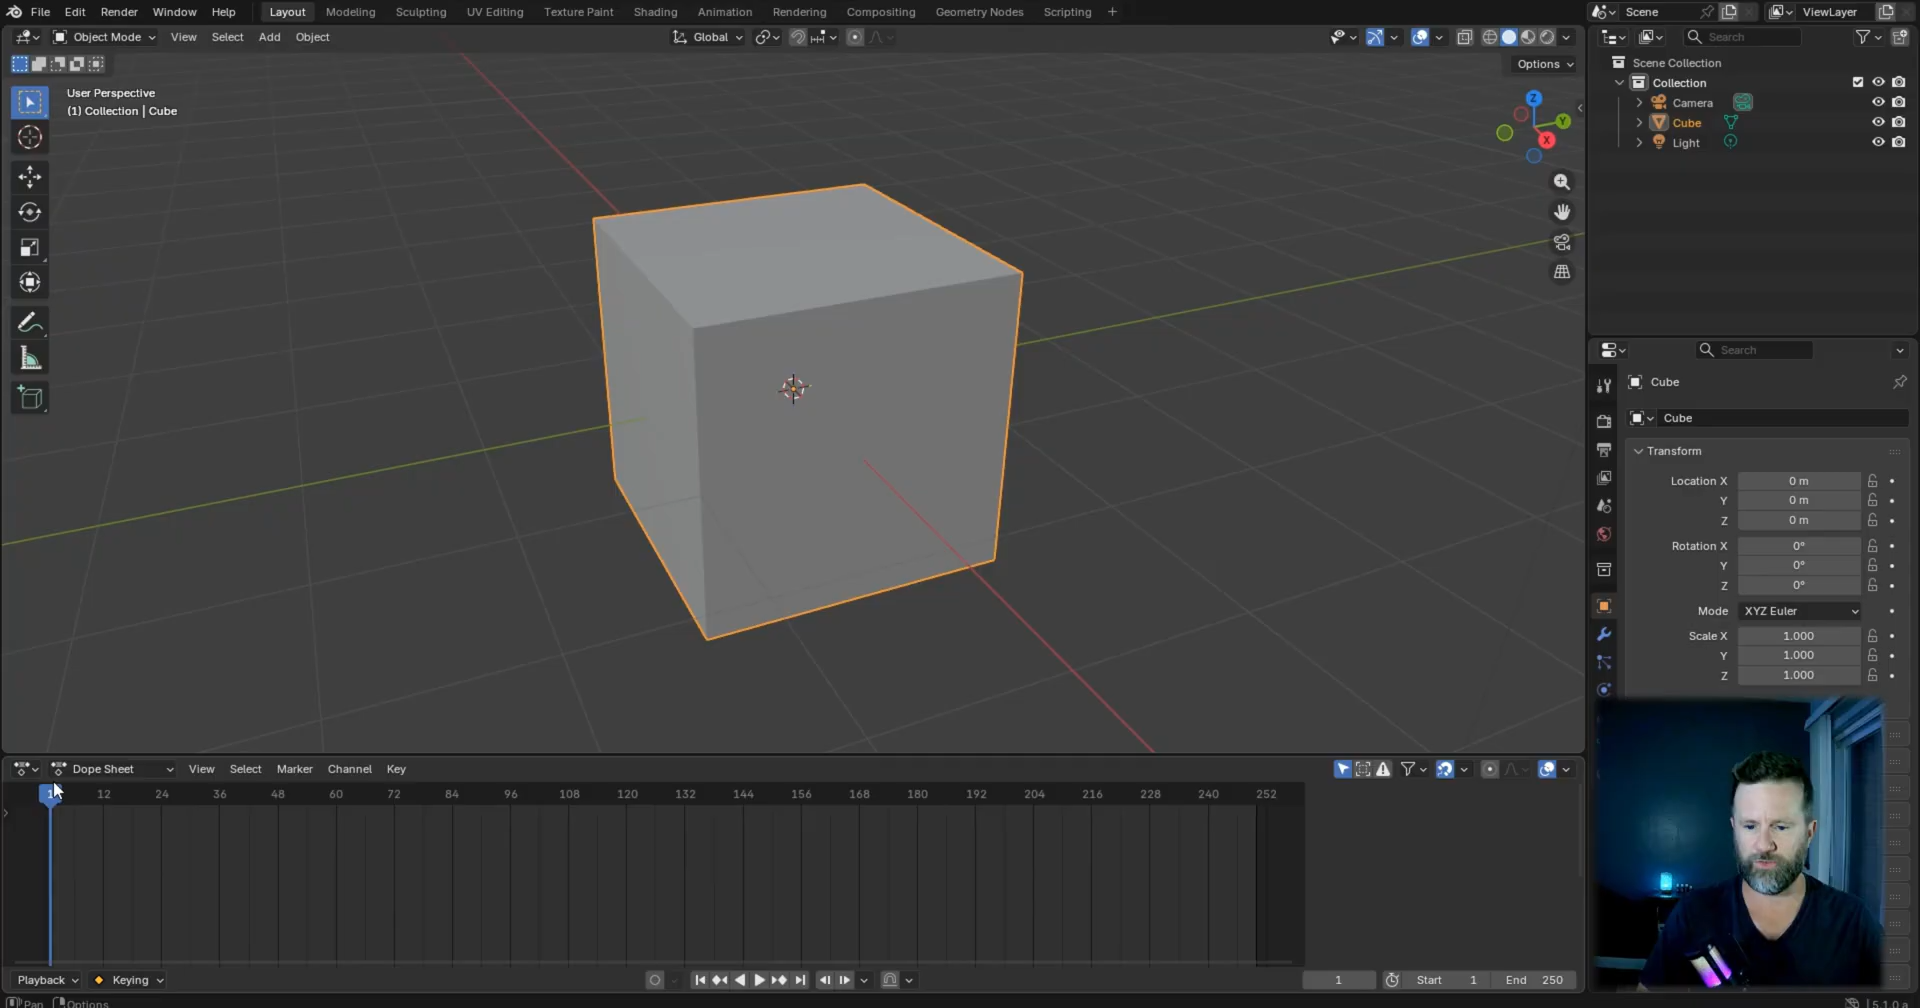 File Edit Render Window Help Layout Modeling Sculpting UV Editing Texture Paint Shading Animation Rendering Compositing Geometry Nodes Scripting + Scene ViewLayer
Object Mode View Select Add Object Global Search
Options
User Perspective
(1) Collection | Cube
Z
Y
X
Scene Collection
Collection
Camera
Cube
Light
Search
Cube
Cube
Transform
Location X 0 m
Y 0 m
Z 0 m
Rotation X 0°
Y 0°
Z 0°
Mode XYZ Euler
Scale X 1.000
Y 1.000
Z 1.000
Dope Sheet View Select Marker Channel Key
1 12 24 36 48 60 72 84 96 108 120 132 144 156 168 180 192 204 216 228 240 252
Playback Keying 1 Start 1 End 250
Pan Options 5.1.0 a